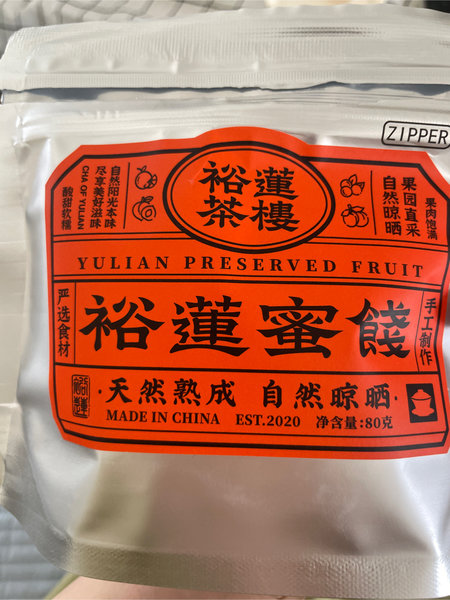 ZIPPER
裕蓮
茶樓
自然阳光本味
尽享美好滋味
CHA OF YULIAN
酸甜软糯
果肉饱满
果园直采
自然晾晒
YULIAN PRESERVED FRUIT
严选食材
裕蓮蜜餞
手工制作
天然熟成 自然晾晒
MADE IN CHINA EST.2020 净含量:80克